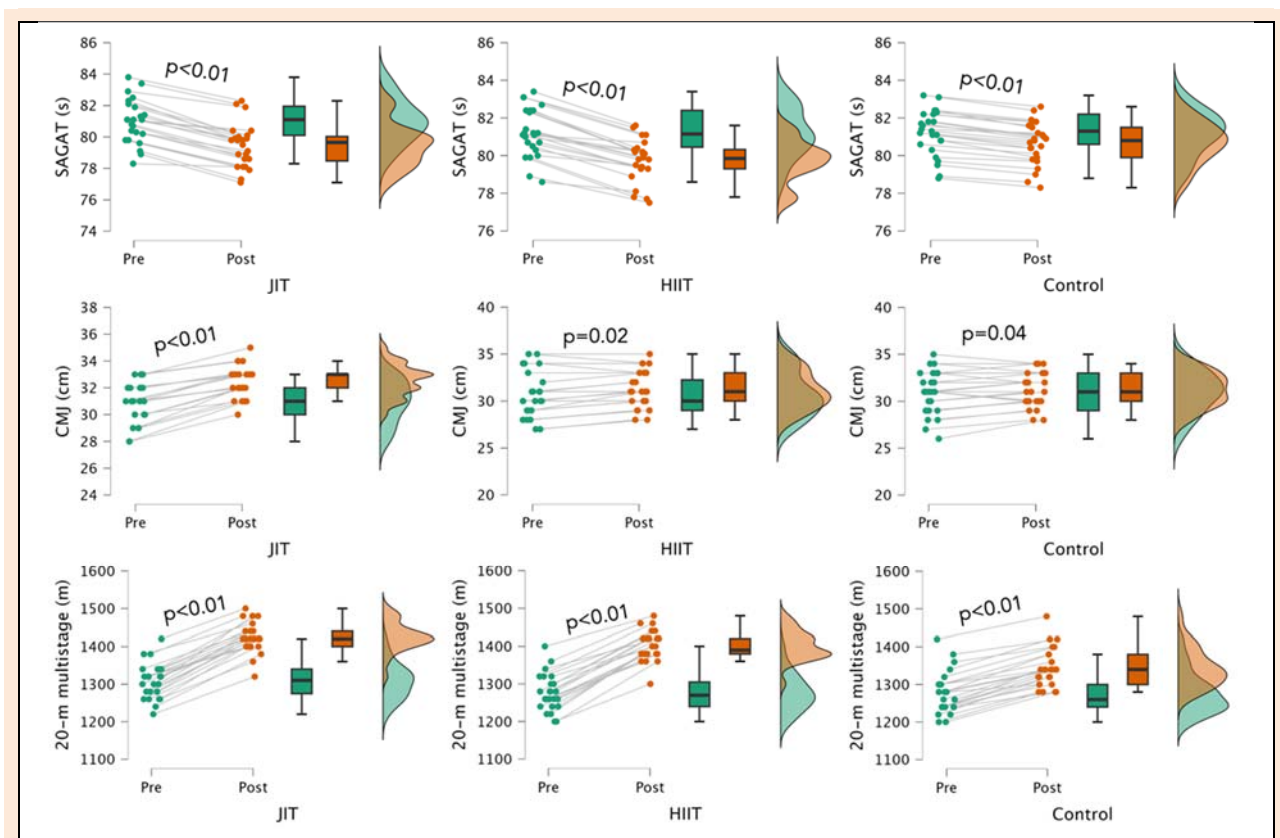 86
84
82
80
78
76
74
SAGAT (s)
p<0.01
Pre
Post
JIT
86
84
82
80
78
76
SAGAT (s)
p<0.01
Pre
Post
HIIT
86
84
82
80
78
76
SAGAT (s)
p<0.01
Pre
Post
Control
38
36
34
32
30
28
26
24
CMJ (cm)
p<0.01
Pre
Post
JIT
40
35
30
25
20
CMJ (cm)
p=0.02
Pre
Post
HIIT
40
35
30
25
20
CMJ (cm)
p=0.04
Pre
Post
Control
1600
1500
1400
1300
1200
1100
20-m multistage (m)
p<0.01
Pre
Post
JIT
1600
1500
1400
1300
1200
1100
20-m multistage (m)
p<0.01
Pre
Post
HIIT
1600
1500
1400
1300
1200
1100
20-m multistage (m)
p<0.01
Pre
Post
Control